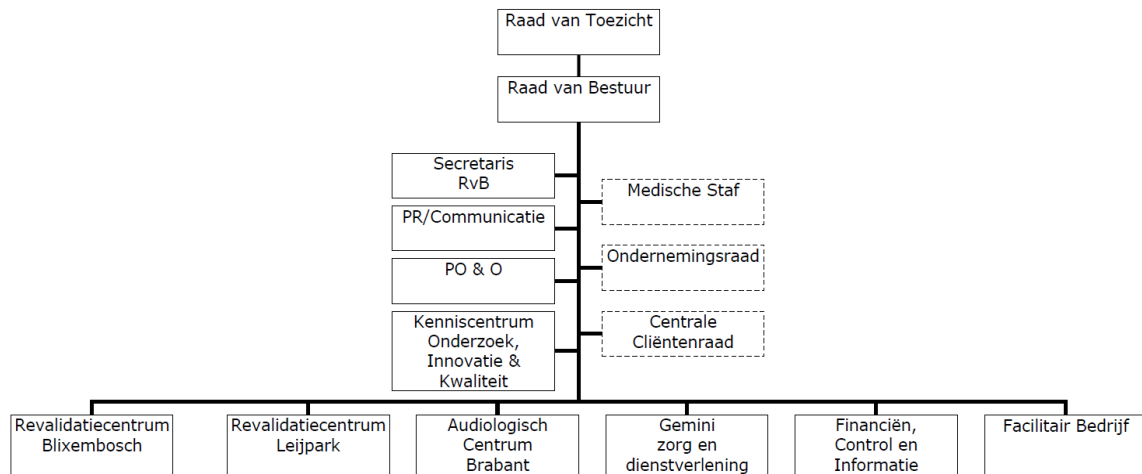 Raad van Toezicht
Raad van Bestuur
Secretaris
RvB
Medische Staf
PR/Communicatie
Ondernemingsraad
PO & O
Kenniscentrum
Onderzoek,
Innovatie &
Kwaliteit
Centrale
Cliëntenraad
Revalidatiecentrum
Blixembosch
Revalidatiecentrum
Leijpark
Audiologisch
Centrum
Brabant
Gemini
zorg en
dienstverlening
Financiën,
Control en
Informatie
Facilitair Bedrijf